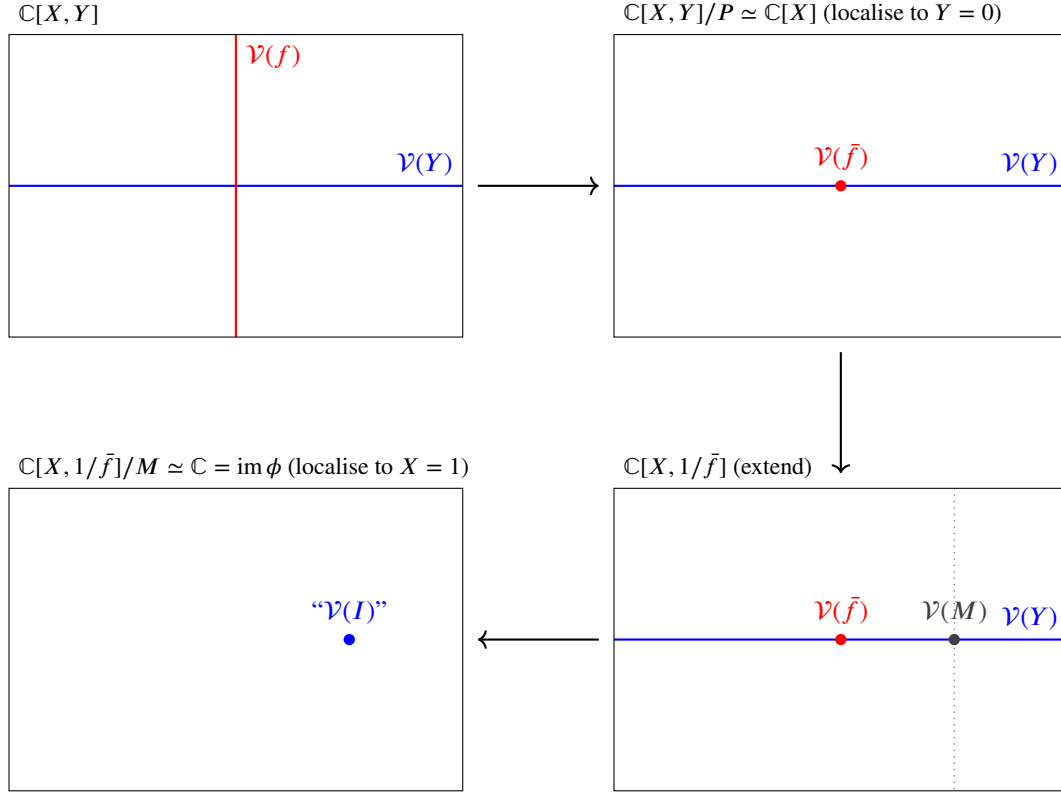 ℂ[X, Y]
𝒱(f)
𝒱(Y)
ℂ[X, Y]/P ≃ ℂ[X] (localise to Y = 0)
𝒱(f̄)
𝒱(Y)
ℂ[X, 1/f̄]/M ≃ ℂ = im ϕ (localise to X = 1)
“𝒱(I)”
ℂ[X, 1/f̄] (extend)
𝒱(f̄)
𝒱(M)
𝒱(Y)